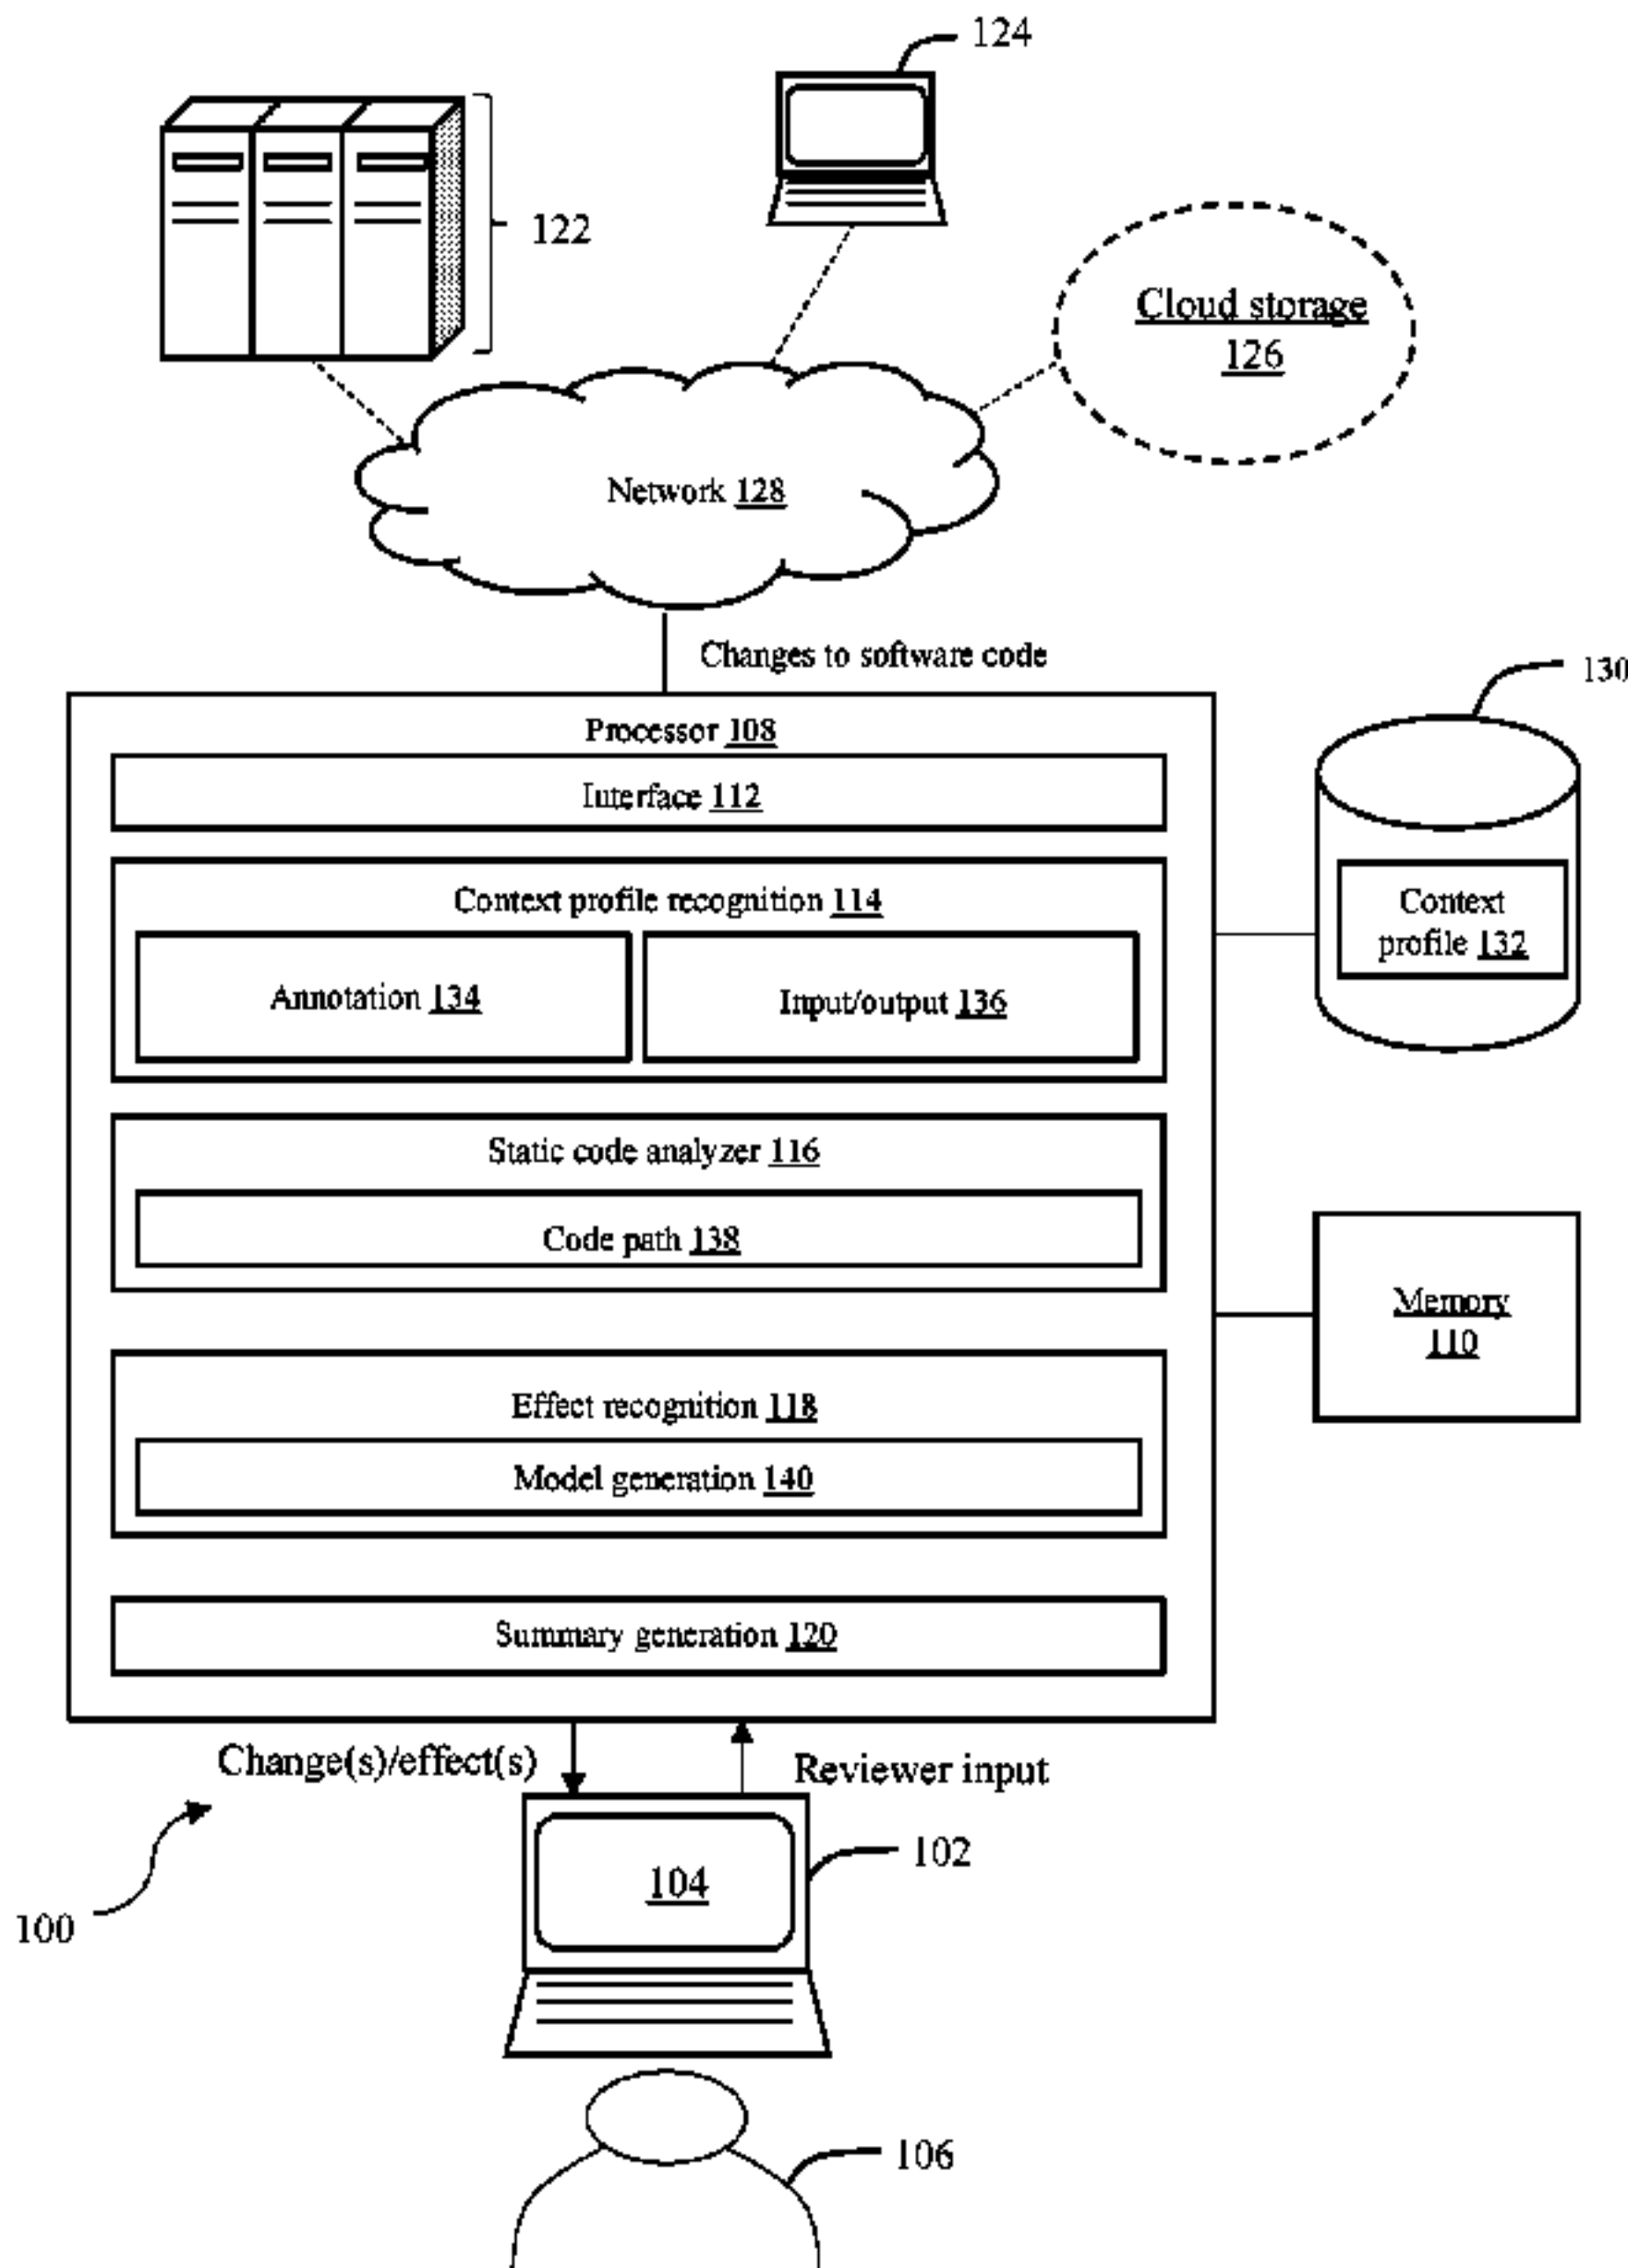 124
122
Cloud storage
126
Network 128
Changes to software code
130
Processor 108
Interface 112
Context profile recognition 114
Context
profile 132
Annotation 134
Input/output 136
Static code analyzer 116
Code path 138
Memory
110
Effect recognition 118
Model generation 140
Summary generation 120
Change(s)/effect(s)
Reviewer input
102
104
100
106